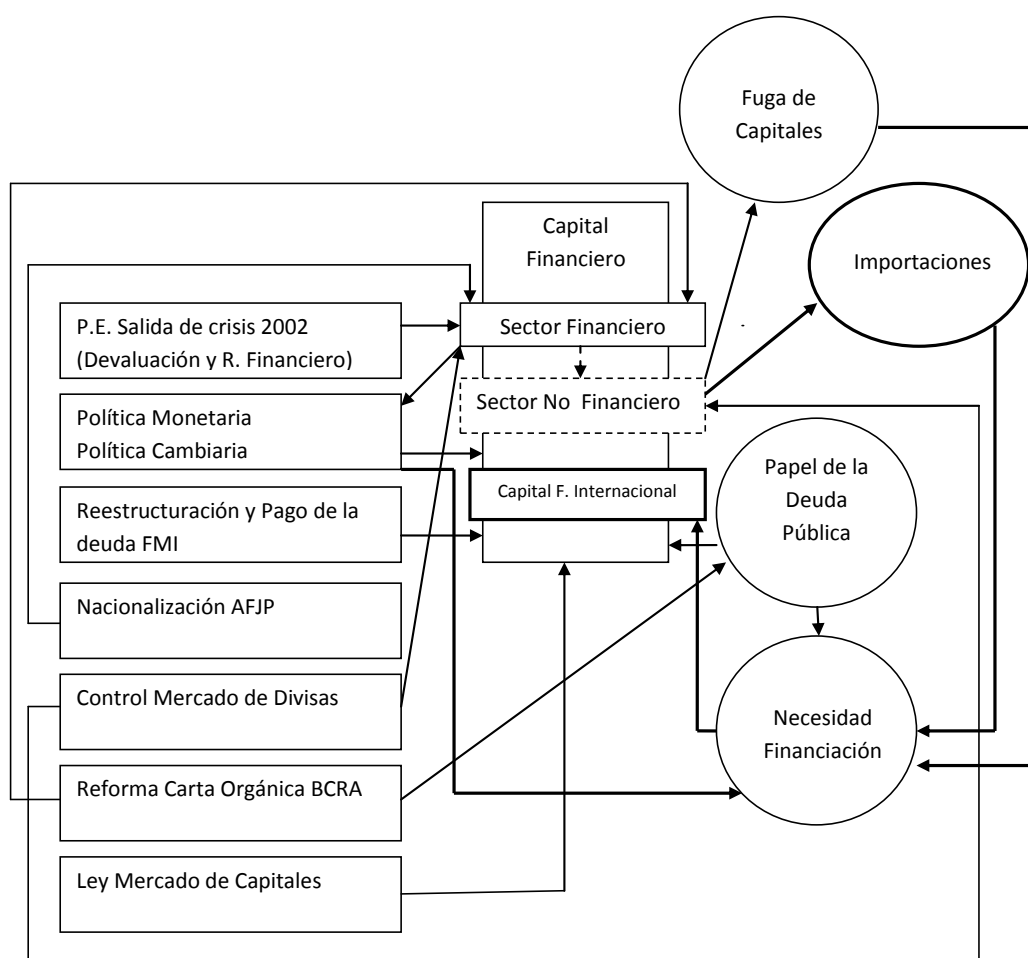 Fuga de
Capitales
Capital
Financiero
Importaciones
P.E. Salida de crisis 2002
(Devaluación y R. Financiero)
Sector Financiero
Política Monetaria
Política Cambiaria
Sector No Financiero
Papel de la
Deuda
Pública
Capital F. Internacional
Reestructuración y Pago de la
deuda FMI
Nacionalización AFJP
Control Mercado de Divisas
Necesidad
Financiación
Reforma Carta Orgánica BCRA
Ley Mercado de Capitales